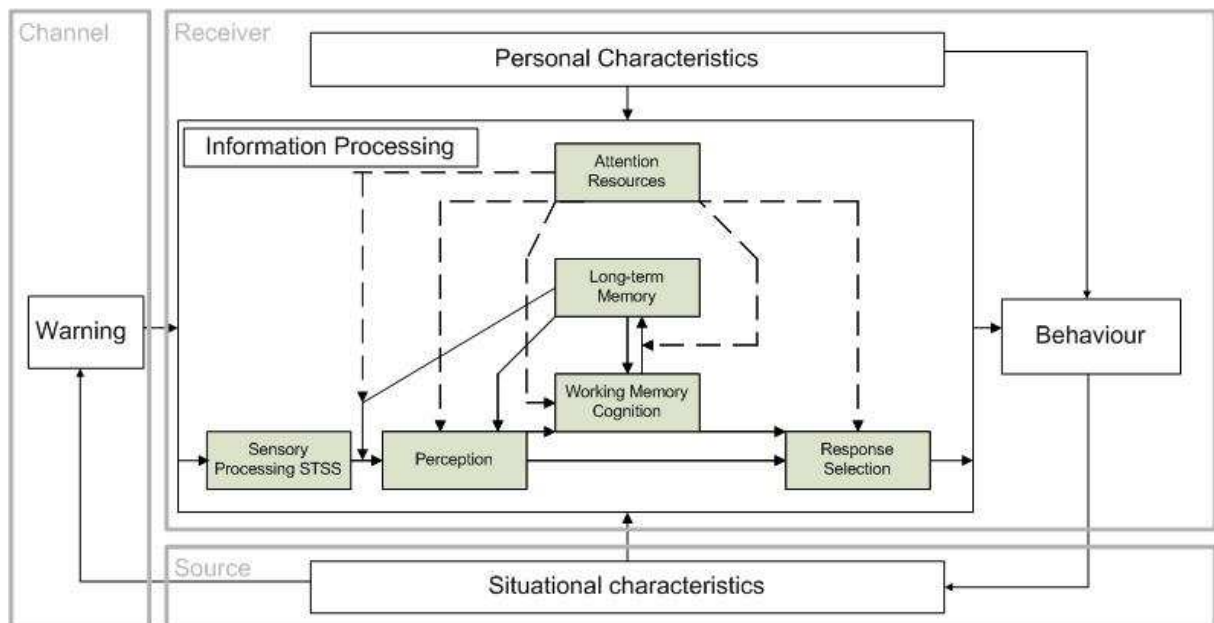 Channel
Receiver
Personal Characteristics
Information Processing
Attention
Resources
Long-term
Memory
Warning
Behaviour
Working Memory
Cognition
Sensory
Processing STSS
Perception
Response
Selection
Source
Situational characteristics